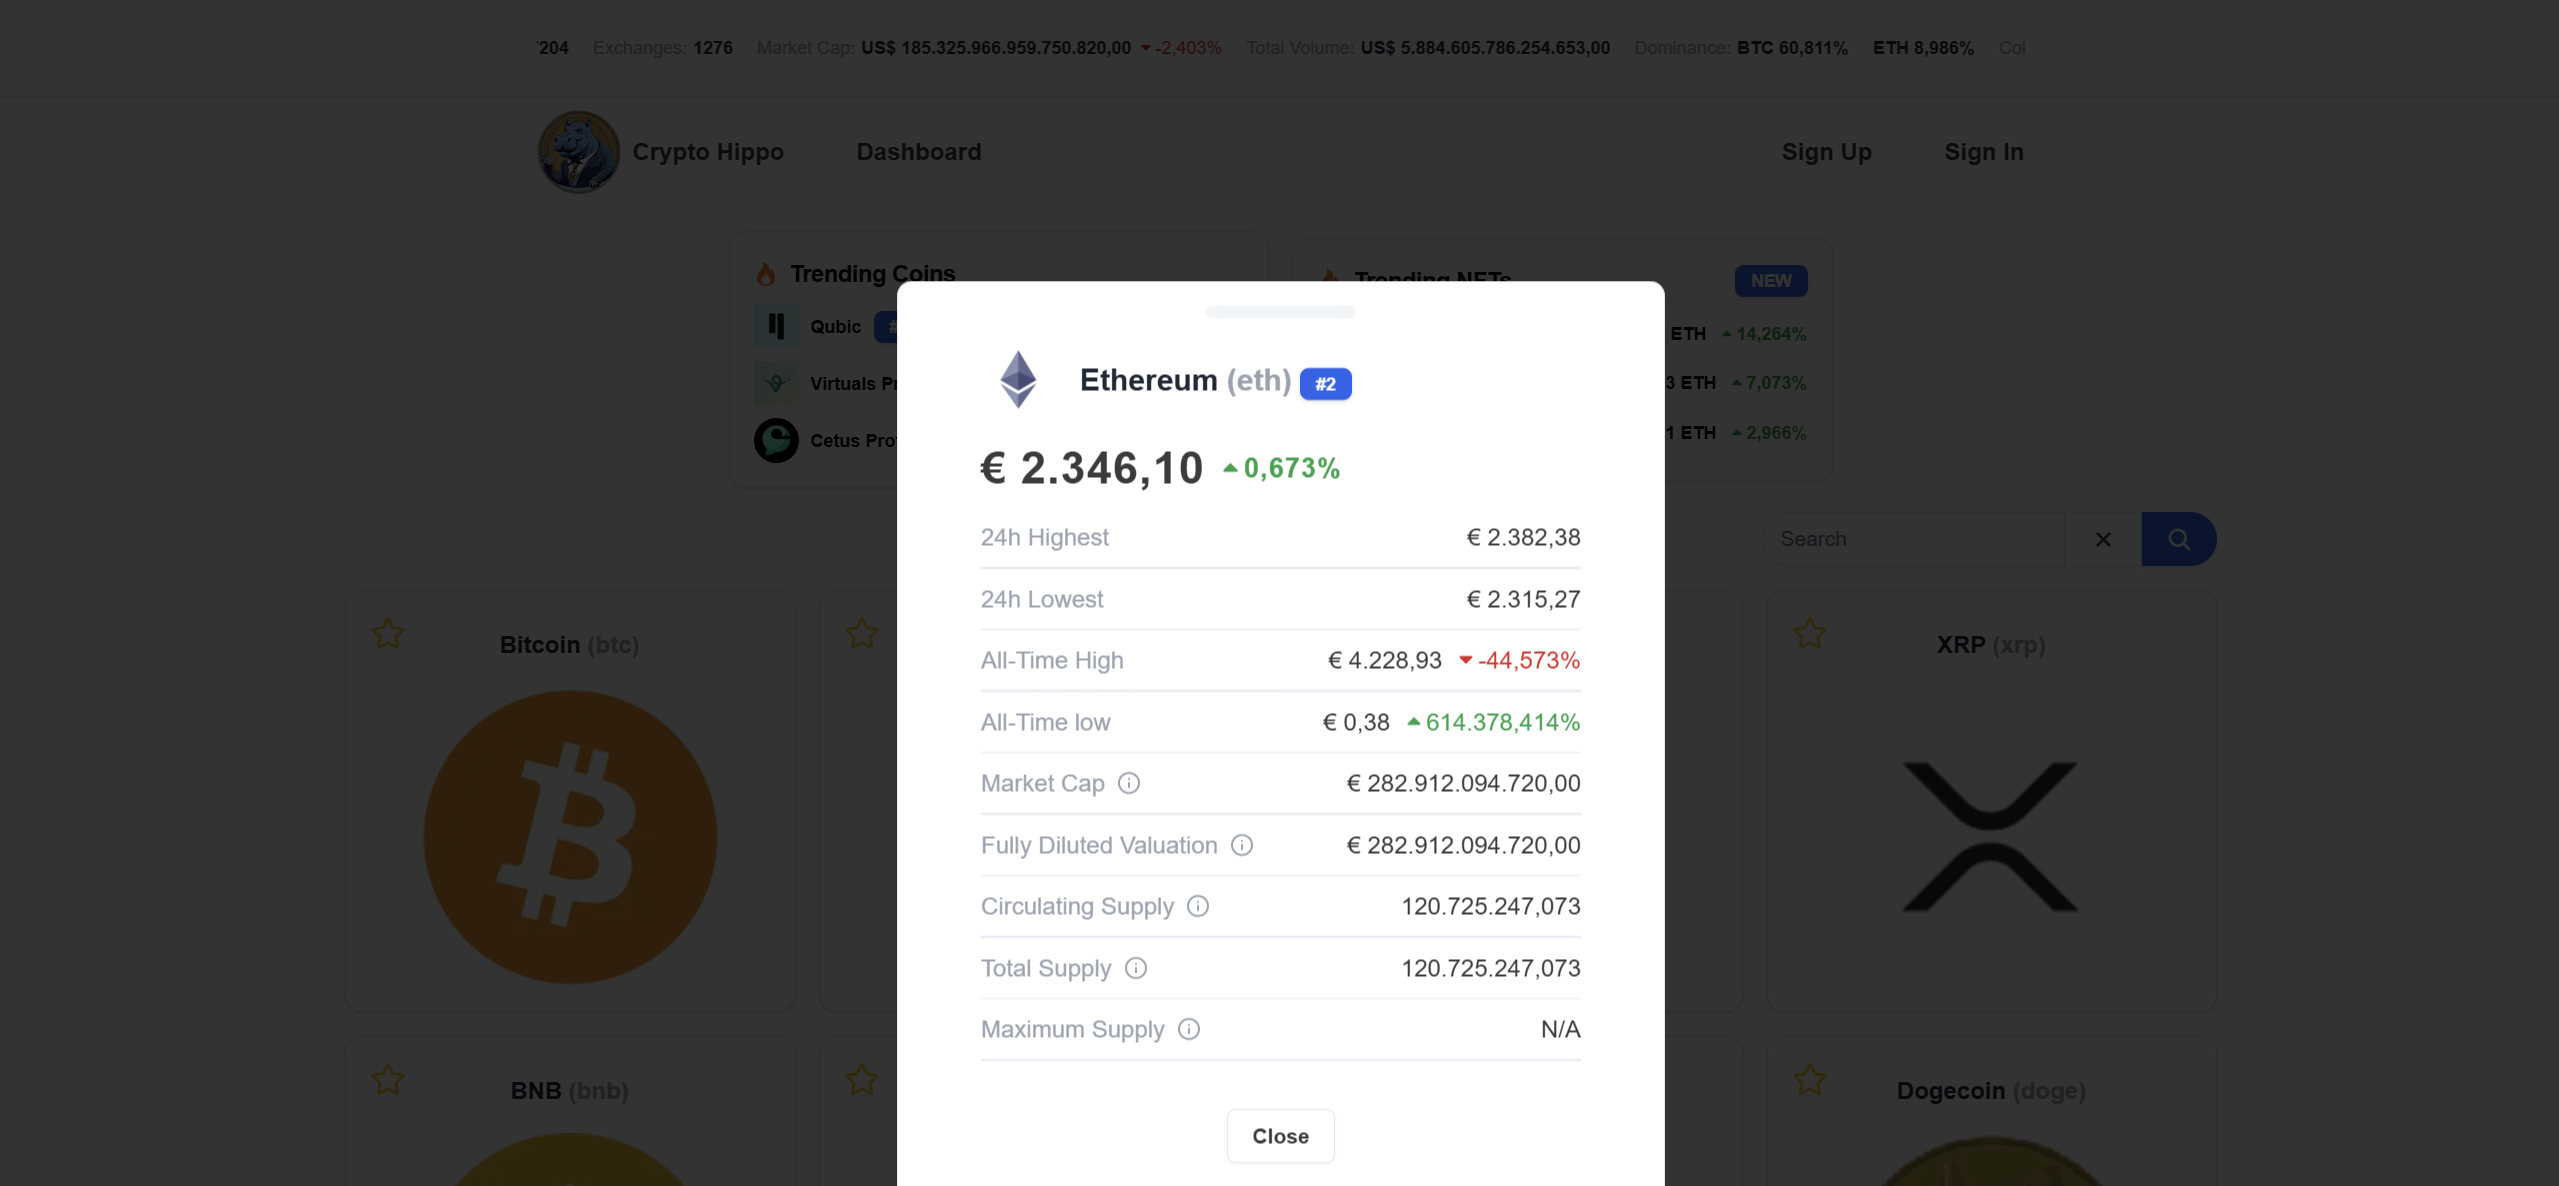 204 Exchanges: 1276 Market Cap: US$ 185.325.966.959.750.820,00 -2,403% Total Volume: US$ 5.884.605.786.254.653,00 Dominance: BTC 60,811% ETH 8,986% Coi
Crypto Hippo Dashboard Sign Up Sign In
Trending Coins
Trending NFTs NEW
Qubic #
ETH 14,264%
Virtuals Pr
3 ETH 7,073%
Cetus Pro
1 ETH 2,966%
Search
Bitcoin (btc)
XRP (xrp)
BNB (bnb)
Dogecoin (doge)
Ethereum (eth) #2
€ 2.346,10 0,673%
24h Highest € 2.382,38
24h Lowest € 2.315,27
All-Time High € 4.228,93 -44,573%
All-Time low € 0,38 614.378,414%
Market Cap € 282.912.094.720,00
Fully Diluted Valuation € 282.912.094.720,00
Circulating Supply 120.725.247,073
Total Supply 120.725.247,073
Maximum Supply N/A
Close